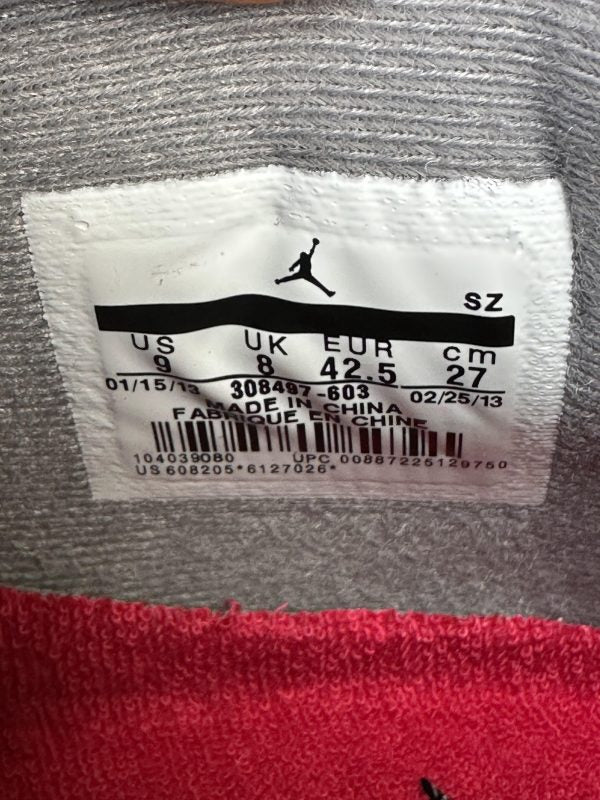 SZ
US UK EUR cm
9 8 42.5 27
01/15/13 308497-603 02/25/13
MADE IN CHINA
FABRIQUE EN CHINE
104039080 UPC 00887225129750
US 608205*6127026*